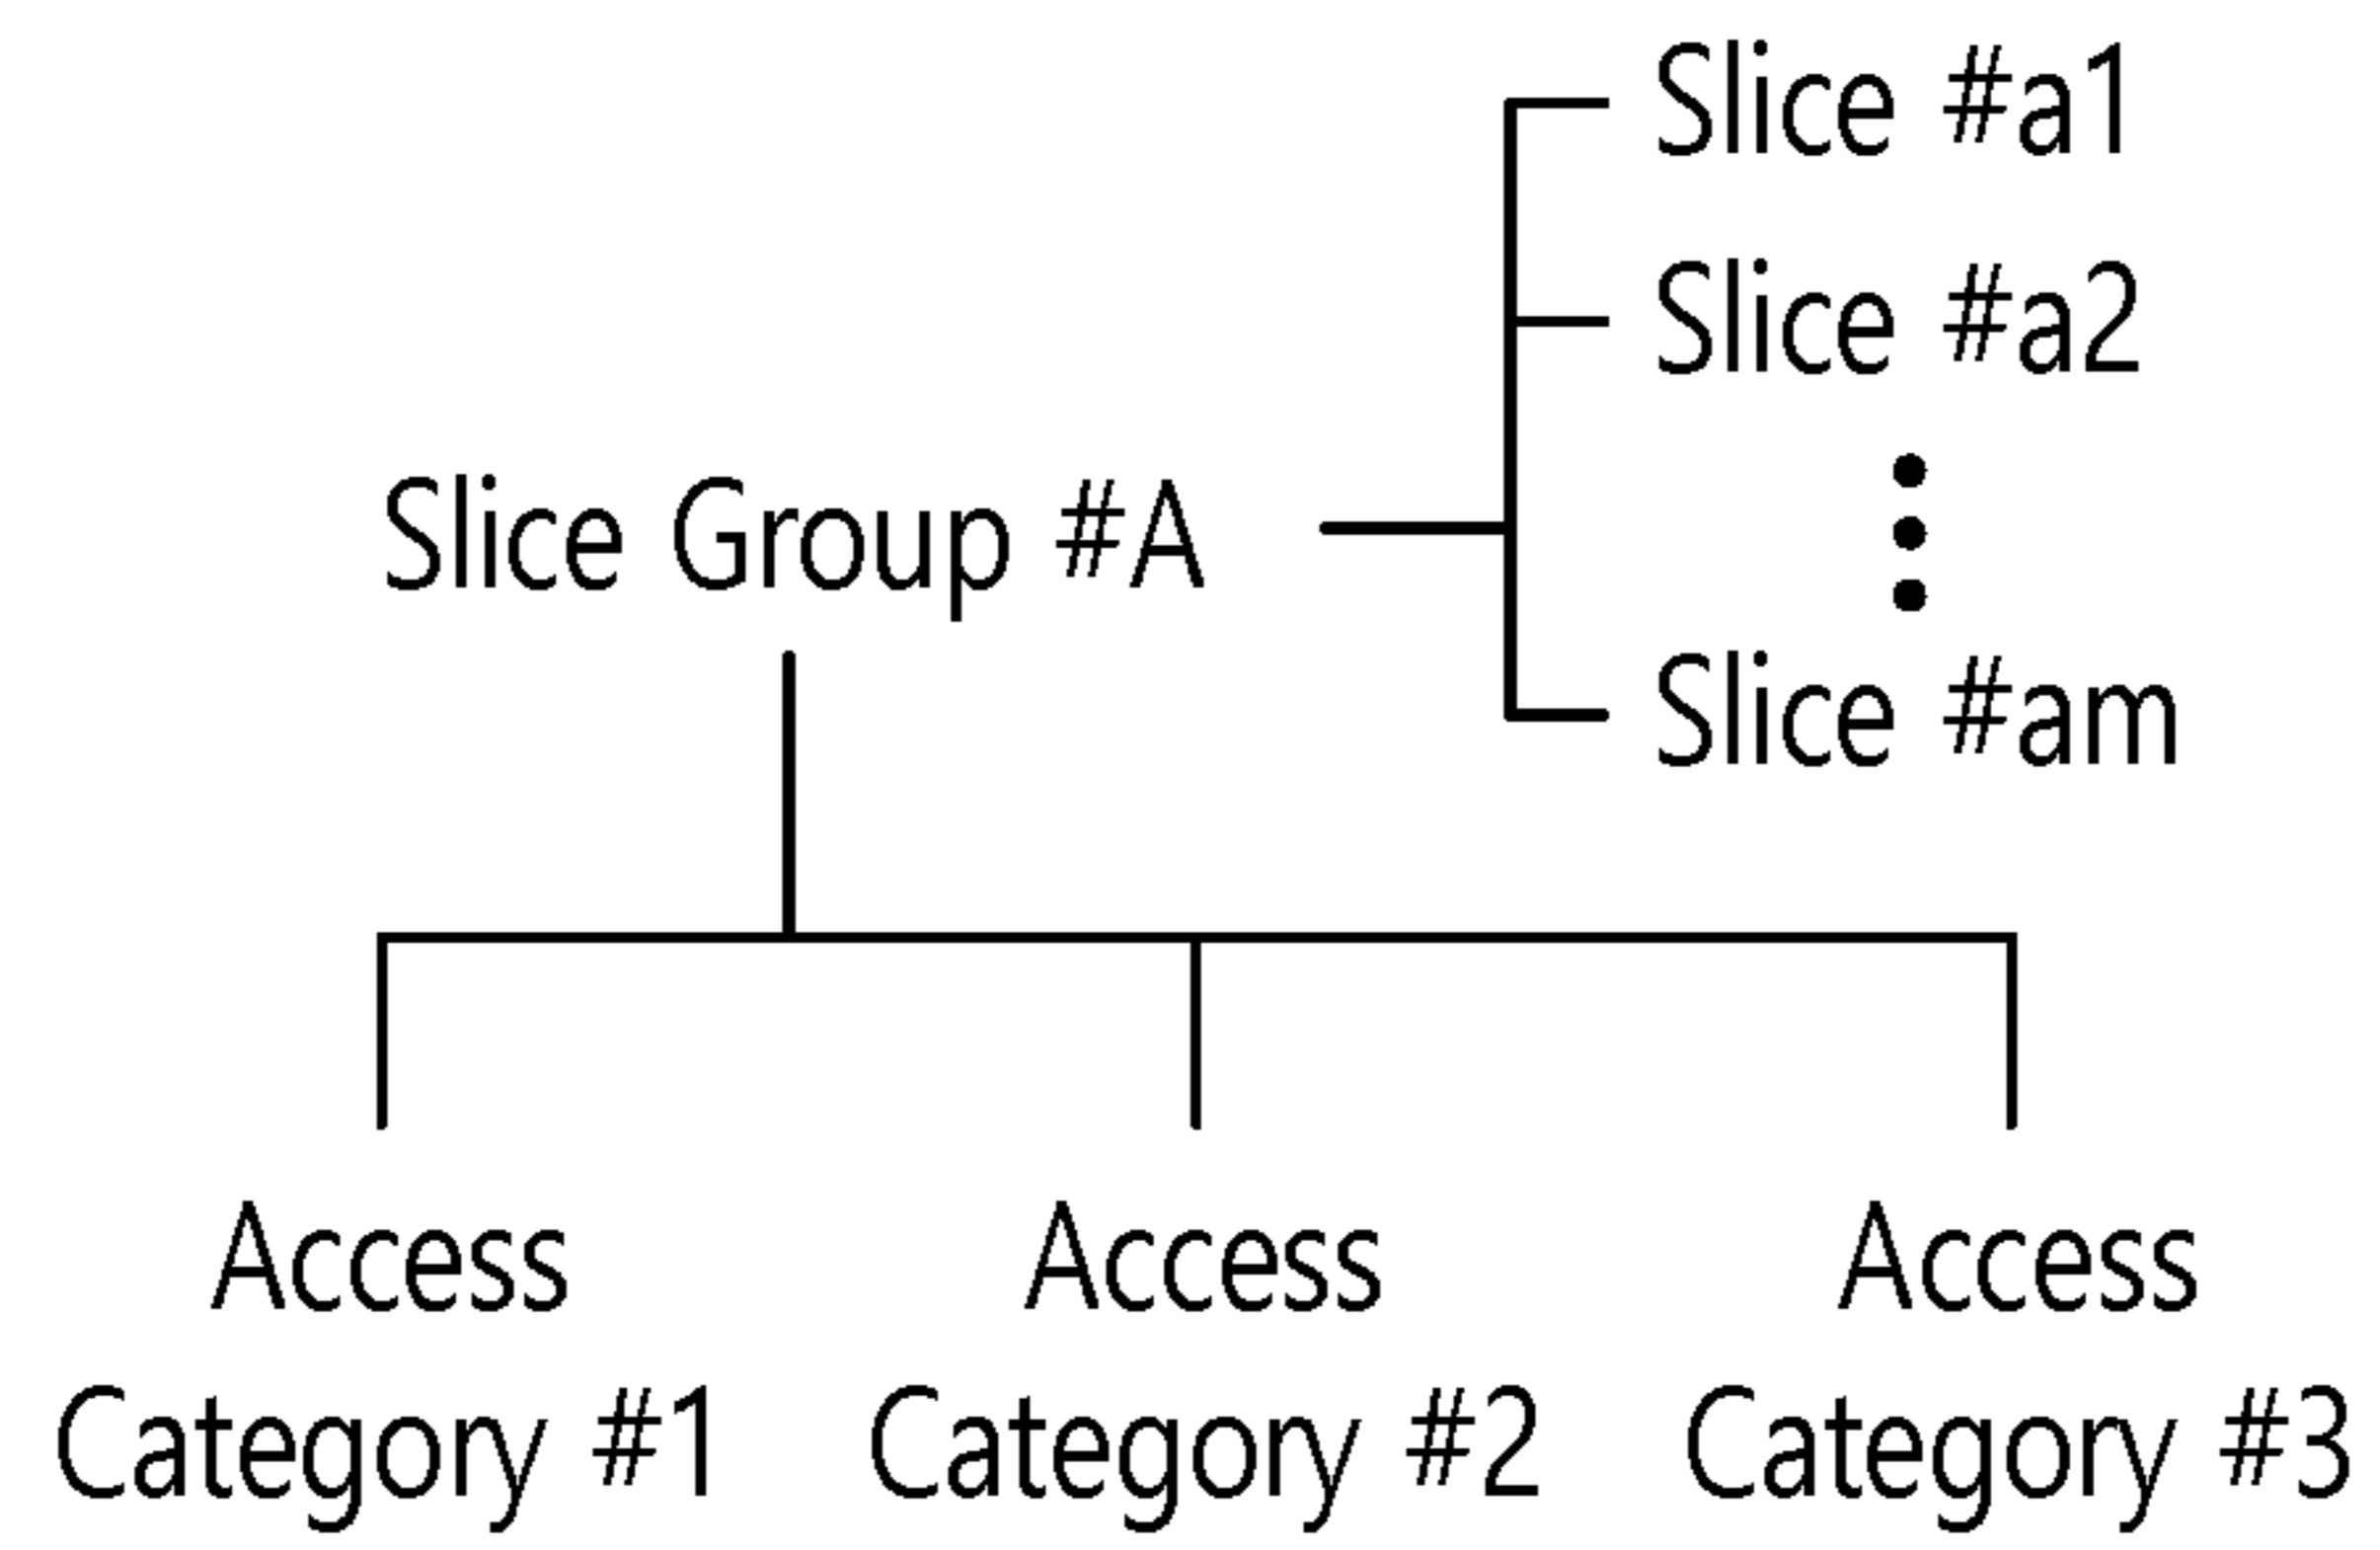 Slice #a1
Slice #a2
Slice Group #A
Slice #am
Access
Category #1
Access
Category #2
Access
Category #3